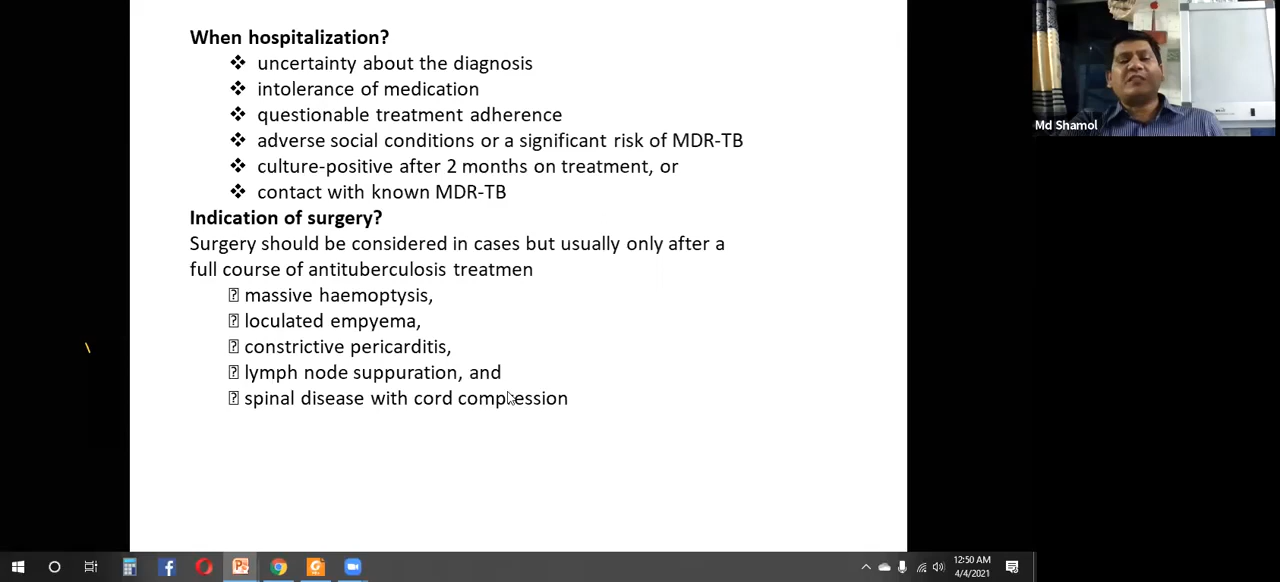 When hospitalization?
❖ uncertainty about the diagnosis
❖ intolerance of medication
❖ questionable treatment adherence
❖ adverse social conditions or a significant risk of MDR-TB
❖ culture-positive after 2 months on treatment, or
❖ contact with known MDR-TB
Indication of surgery?
Surgery should be considered in cases but usually only after a
full course of antituberculosis treatmen
⍰ massive haemoptysis,
⍰ loculated empyema,
⍰ constrictive pericarditis,
⍰ lymph node suppuration, and
⍰ spinal disease with cord compression
Md Shamol
12:50 AM
4/4/2021